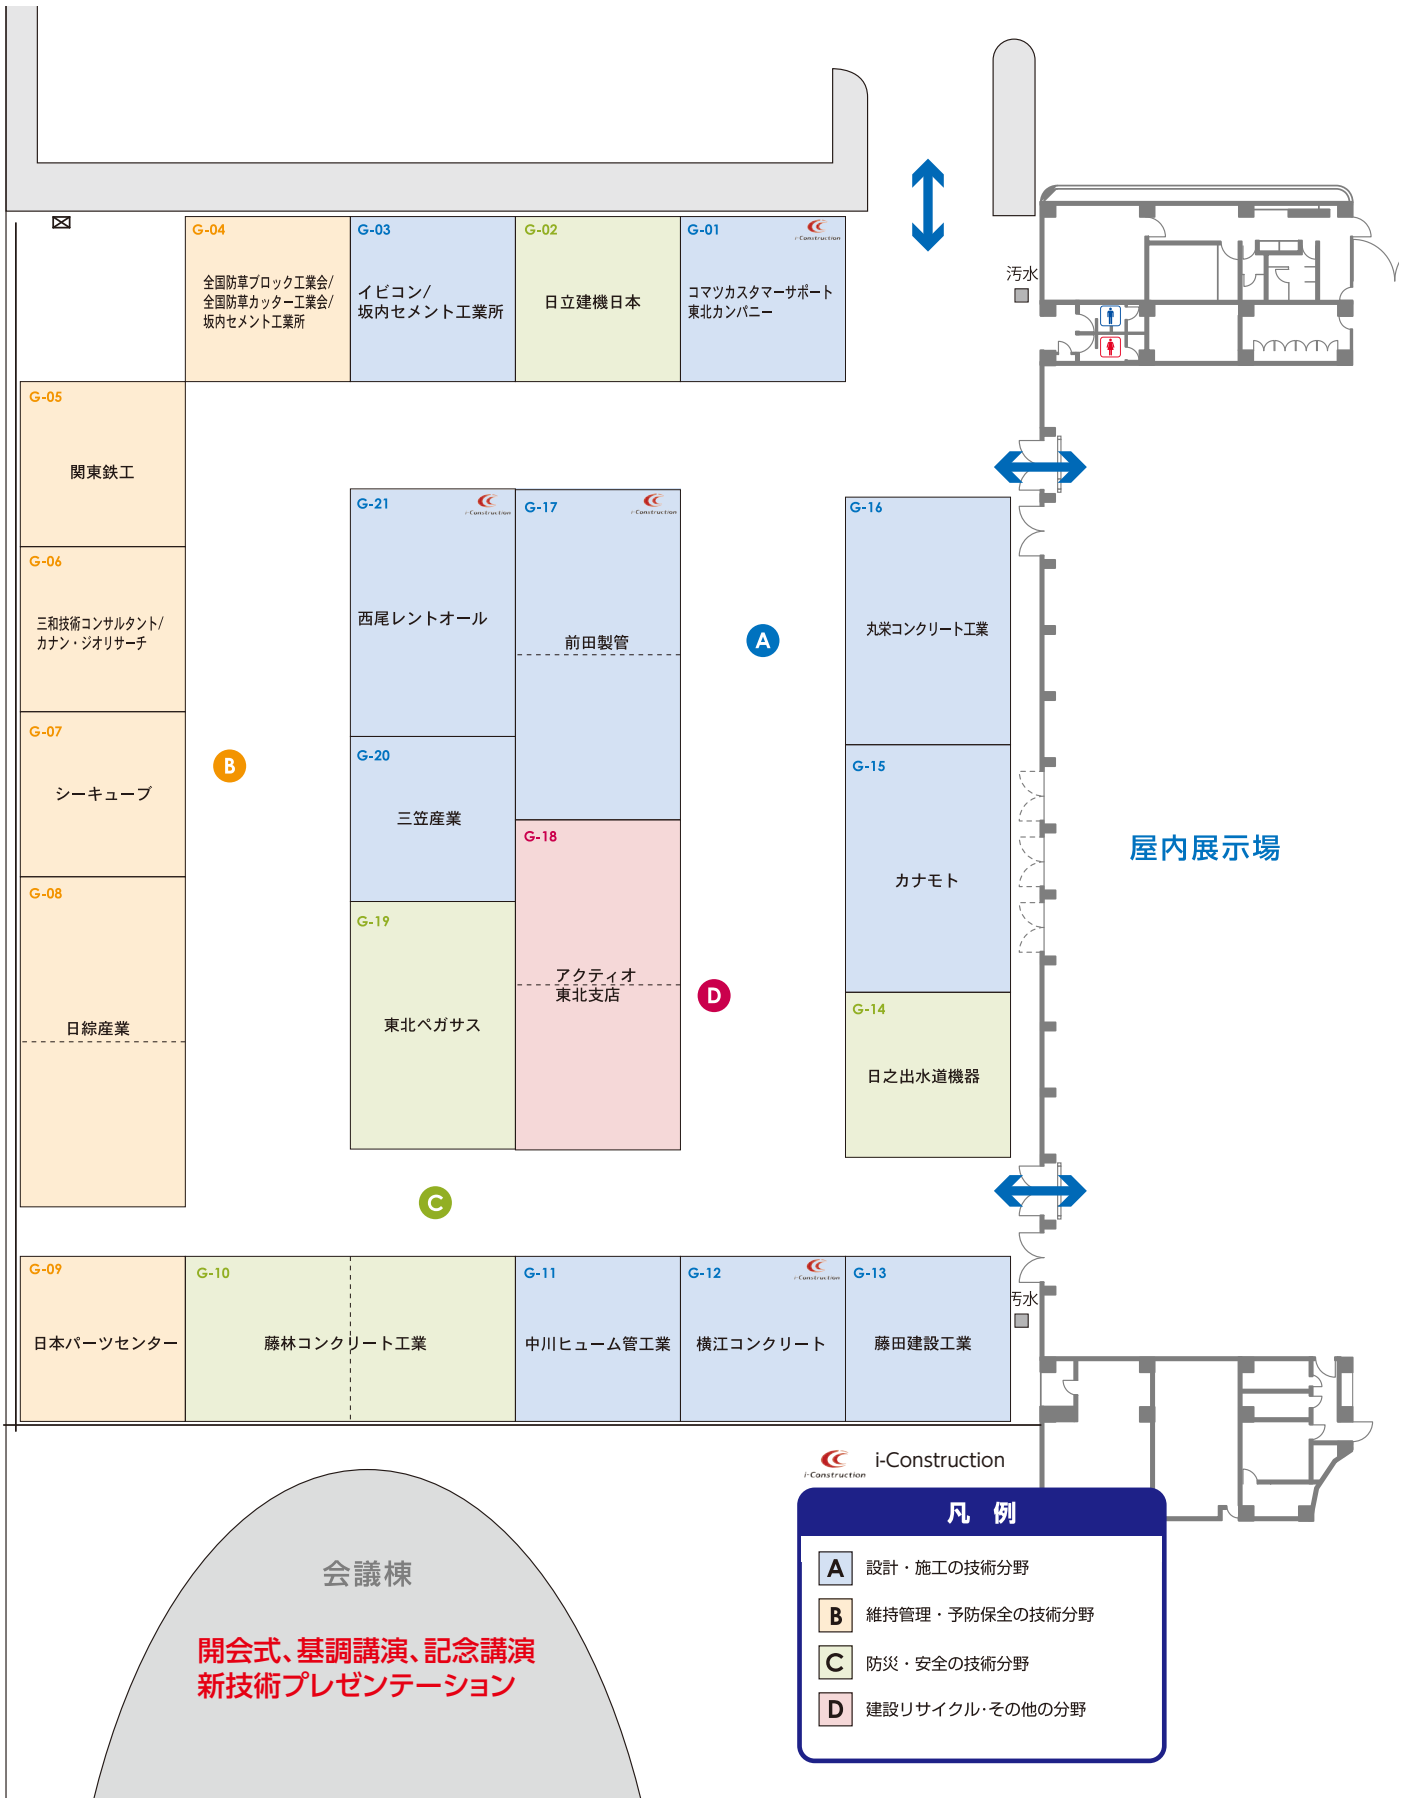 G-04
全国防草ブロック工業会/
全国防草カッター工業会/
坂内セメント工業所
G-03
イビコン/
坂内セメント工業所
G-02
日立建機日本
G-01
i-Construction
コマツカスタマーサポート
東北カンパニー
汚水
G-05
関東鉄工
G-06
三和技術コンサルタント/
カナン・ジオリサーチ
G-07
シーキューブ
G-08
日綜産業
B
G-21
i-Construction
西尾レントオール
G-17
i-Construction
前田製管
G-20
三笠産業
G-18
アクティオ
東北支店
G-19
東北ペガサス
A
D
C
G-16
丸栄コンクリート工業
G-15
カナモト
G-14
日之出水道機器
屋内展示場
G-09
日本パーツセンター
G-10
藤林コンクリート工業
G-11
中川ヒューム管工業
G-12
i-Construction
横江コンクリート
G-13
藤田建設工業
汚水
i-Construction
i-Construction
凡 例
A 設計・施工の技術分野
B 維持管理・予防保全の技術分野
C 防災・安全の技術分野
D 建設リサイクル・その他の分野
会議棟
開会式、基調講演、記念講演
新技術プレゼンテーション